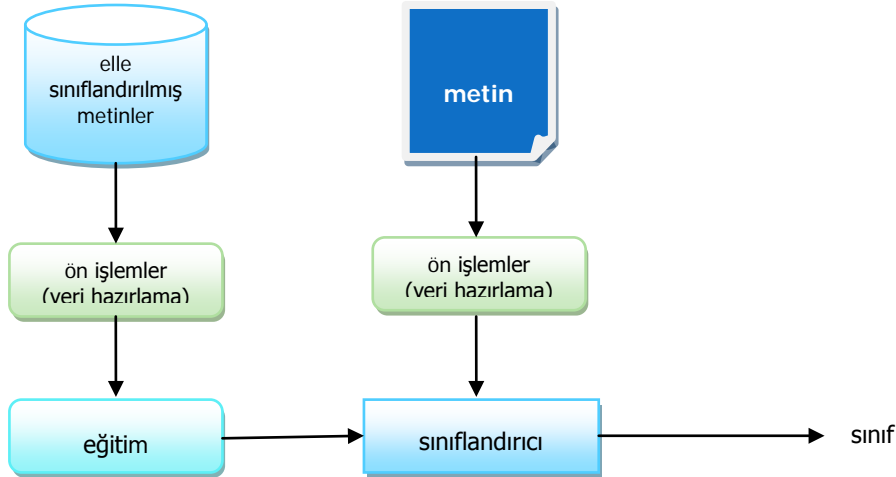 elle
sınıflandırılmış
metinler
metin
ön işlemler
(veri hazırlama)
ön işlemler
(veri hazırlama)
eğitim
sınıflandırıcı
sınıf